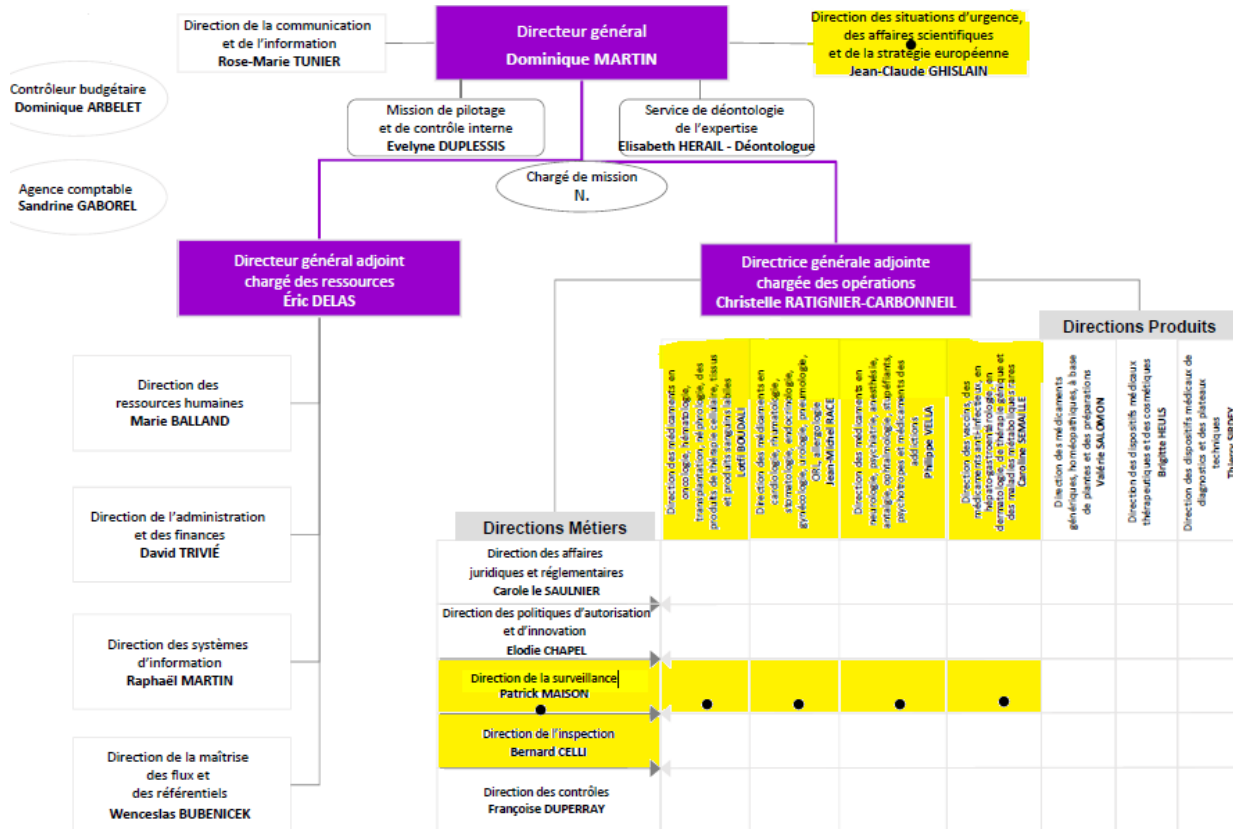 Direction de la communication
et de l'information
Rose-Marie TUNIER
Directeur général
Dominique MARTIN
Direction des situations d'urgence,
des affaires scientifiques
et de la stratégie européenne
Jean-Claude GHISLAIN
Contrôleur budgétaire
Dominique ARBELET
Mission de pilotage
et de contrôle interne
Evelyne DUPLESSIS
Service de déontologie
de l'expertise
Elisabeth HERAIL - Déontologue
Chargé de mission
N.
Agence comptable
Sandrine GABOREL
Directeur général adjoint
chargé des ressources
Éric DELAS
Directrice générale adjointe
chargée des opérations
Christelle RATIGNIER-CARBONNEIL
Direction des
ressources humaines
Marie BALLAND
Direction de l'administration
et des finances
David TRIVIÉ
Direction des systèmes
d'information
Raphaël MARTIN
Direction de la maîtrise
des flux et
des référentiels
Wenceslas BUBENICEK
Directions Produits
Direction des médicaments en
oncologie, hématologie,
transplantation, néphrologie, des
produits de thérapie cellulaire, tissus
et produits sanguins labiles
Lotfi BOUDALI
Direction des médicaments en
cardiologie, rhumatologie,
stomatologie, endocrinologie,
gynécologie, urologie, pneumologie,
ORL, allergologie
Jean-Michel RACE
Direction des médicaments en
neurologie, psychiatrie, anesthésie,
antalgie, ophtalmologie, stupéfiants,
psychotropes et médicaments des
addictions
Philippe VELLA
Direction des vaccins, des
médicaments anti-infectieux, en
hépato-gastroentérologie, en
dermatologie, de thérapie génique et
des maladies métaboliques rares
Caroline SEMAILLE
Direction des médicaments
génériques, homéopathiques, à base
de plantes et des préparations
Valérie SALOMON
Direction des dispositifs médicaux
thérapeutiques et des cosmétiques
Brigitte HEULS
Direction des dispositifs médicaux de
diagnostics et des plateaux
techniques
Thierry SIRDEY
Directions Métiers
Direction des affaires
juridiques et réglementaires
Carole le SAULNIER
Direction des politiques d'autorisation
et d'innovation
Elodie CHAPEL
Direction de la surveillance
Patrick MAISON
Direction de l'inspection
Bernard CELLI
Direction des contrôles
Françoise DUPERRAY